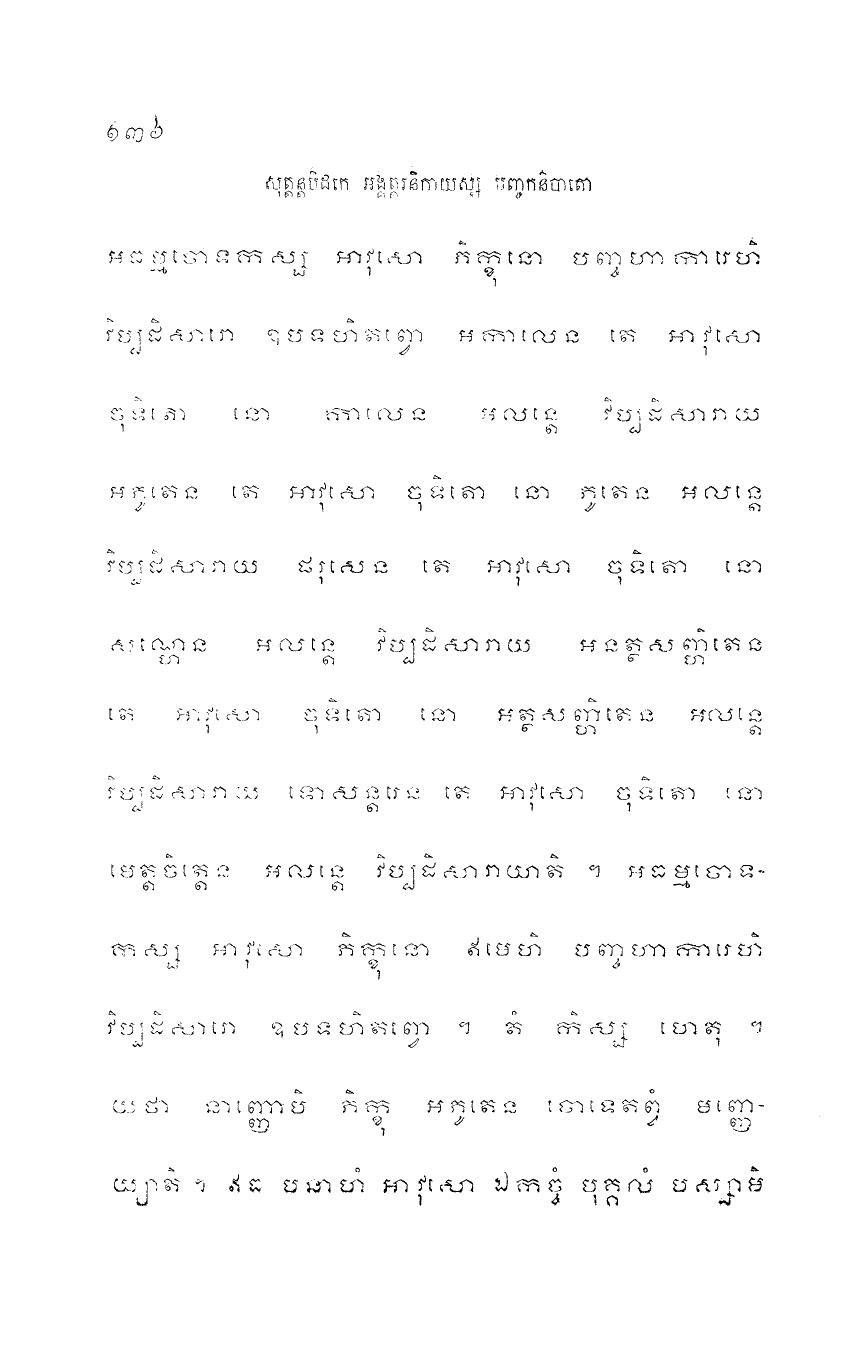 ១៣៦
សុត្តន្តបិដកេ អង្គុត្តរនិកាយស្ស បញ្ចកនិបាតោ
អធម្មចោទកស្ស អាវុសោ ភិក្ខុនោ បញ្ចហាការេហិ
វិប្បដិសារោ ឧបទហិតព្វោ អកាលេន តេ អាវុសោ
ចុទិតោ នោ កាលេន អលន្តេ វិប្បដិសារាយ
អភូតេន តេ អាវុសោ ចុទិតោ នោ ភូតេន អលន្តេ
វិប្បដិសារាយ ផរុសេន តេ អាវុសោ ចុទិតោ នោ
សណ្ហេន អលន្តេ វិប្បដិសារាយ អនត្ថសញ្ហិតេន
តេ អាវុសោ ចុទិតោ នោ អត្ថសញ្ហិតេន អលន្តេ
វិប្បដិសារាយ ទោសន្តរេន តេ អាវុសោ ចុទិតោ នោ
មេត្តចិត្តេន អលន្តេ វិប្បដិសារាយាតិ ។ អធម្មចោទ-
កស្ស អាវុសោ ភិក្ខុនោ ឥមេហិ បញ្ចហាការេហិ
វិប្បដិសារោ ឧបទហិតព្វោ ។ តំ កិស្ស ហេតុ ។
យថា នាញ្ញោបិ ភិក្ខុ អភូតេន ចោទេតព្វំ មញ្ញេ-
យ្យាតិ ។ ឥធ បនាហំ អាវុសោ ឯកច្ចំ បុគ្គលំ បស្សាមិ